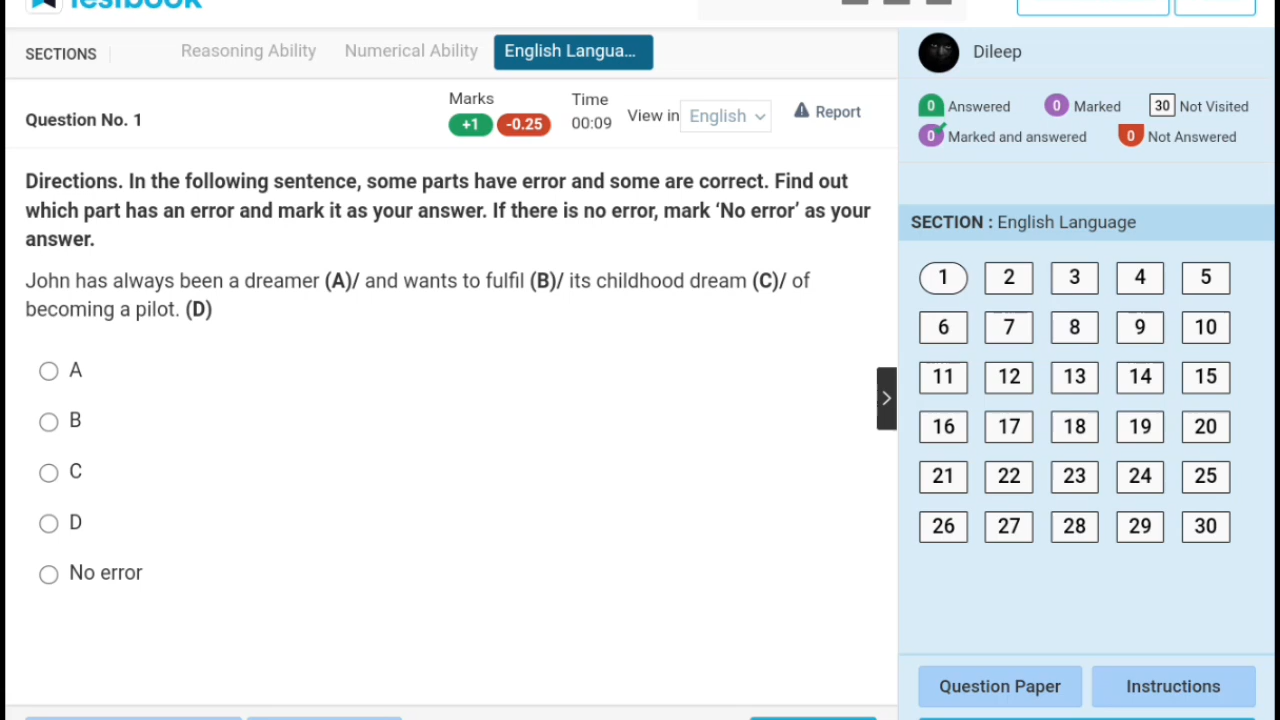 Testbook
SECTIONS
Reasoning Ability
Numerical Ability
English Langua...
Question No. 1
Marks
+1
-0.25
Time
00:09
View in
English
Report
Directions. In the following sentence, some parts have error and some are correct. Find out
which part has an error and mark it as your answer. If there is no error, mark ‘No error’ as your
answer.
John has always been a dreamer (A)/ and wants to fulfil (B)/ its childhood dream (C)/ of
becoming a pilot. (D)
A
B
C
D
No error
Dileep
0 Answered
0 Marked
30 Not Visited
0 Marked and answered
0 Not Answered
SECTION : English Language
1 2 3 4 5
6 7 8 9 10
11 12 13 14 15
16 17 18 19 20
21 22 23 24 25
26 27 28 29 30
Question Paper
Instructions